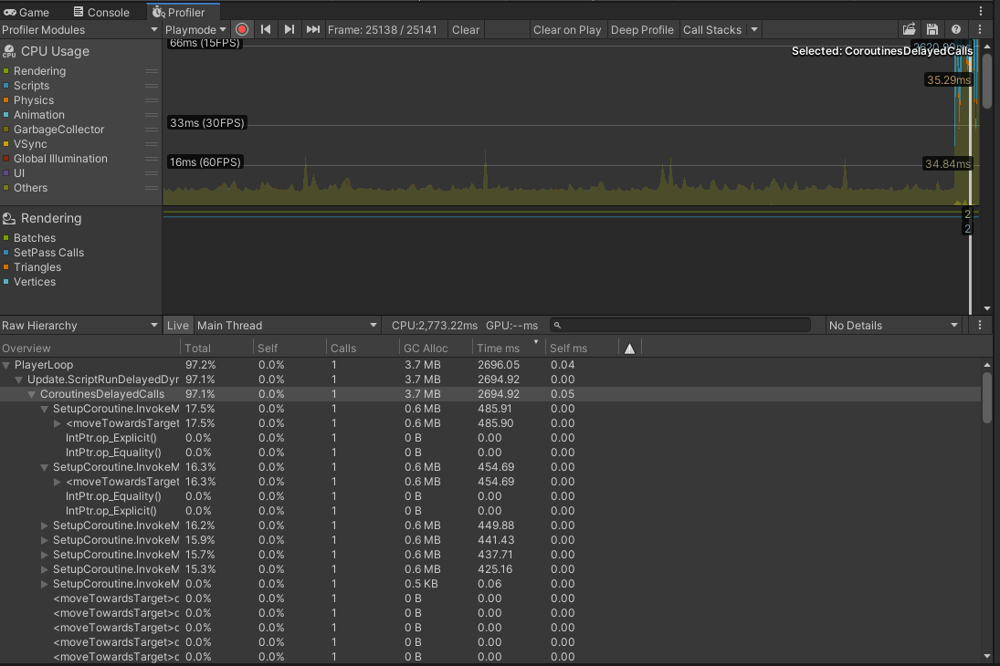 Game Console Profiler
Profiler Modules Playmode Frame: 25138 / 25141 Clear Clear on Play Deep Profile Call Stacks
66ms (15FPS)
CPU Usage
Selected: CoroutinesDelayedCalls
Rendering
35.29ms
Scripts
Physics
Animation
33ms (30FPS)
GarbageCollector
VSync
Global Illumination
16ms (60FPS)
34.84ms
UI
Others
Rendering
2
2
Batches
SetPass Calls
Triangles
Vertices
Raw Hierarchy Live Main Thread CPU:2,773.22ms GPU:--ms No Details
Overview Total Self Calls GC Alloc Time ms Self ms
PlayerLoop 97.2% 0.0% 1 3.7 MB 2696.05 0.04
Update.ScriptRunDelayedDyr 97.1% 0.0% 1 3.7 MB 2694.92 0.00
CoroutinesDelayedCalls 97.1% 0.0% 1 3.7 MB 2694.92 0.05
SetupCoroutine.InvokeM 17.5% 0.0% 1 0.6 MB 485.91 0.00
<moveTowardsTarget 17.5% 0.0% 1 0.6 MB 485.90 0.00
IntPtr.op_Explicit() 0.0% 0.0% 1 0 B 0.00 0.00
IntPtr.op_Equality() 0.0% 0.0% 1 0 B 0.00 0.00
SetupCoroutine.InvokeM 16.3% 0.0% 1 0.6 MB 454.69 0.00
<moveTowardsTarget 16.3% 0.0% 1 0.6 MB 454.69 0.00
IntPtr.op_Equality() 0.0% 0.0% 1 0 B 0.00 0.00
IntPtr.op_Explicit() 0.0% 0.0% 1 0 B 0.00 0.00
SetupCoroutine.InvokeM 16.2% 0.0% 1 0.6 MB 449.88 0.00
SetupCoroutine.InvokeM 15.9% 0.0% 1 0.6 MB 441.43 0.00
SetupCoroutine.InvokeM 15.7% 0.0% 1 0.6 MB 437.71 0.00
SetupCoroutine.InvokeM 15.3% 0.0% 1 0.6 MB 425.16 0.00
SetupCoroutine.InvokeM 0.0% 0.0% 1 0.5 KB 0.06 0.00
<moveTowardsTarget>c 0.0% 0.0% 1 0 B 0.00 0.00
<moveTowardsTarget>c 0.0% 0.0% 1 0 B 0.00 0.00
<moveTowardsTarget>c 0.0% 0.0% 1 0 B 0.00 0.00
<moveTowardsTarget>c 0.0% 0.0% 1 0 B 0.00 0.00
<moveTowardsTarget>c 0.0% 0.0% 1 0 B 0.00 0.00